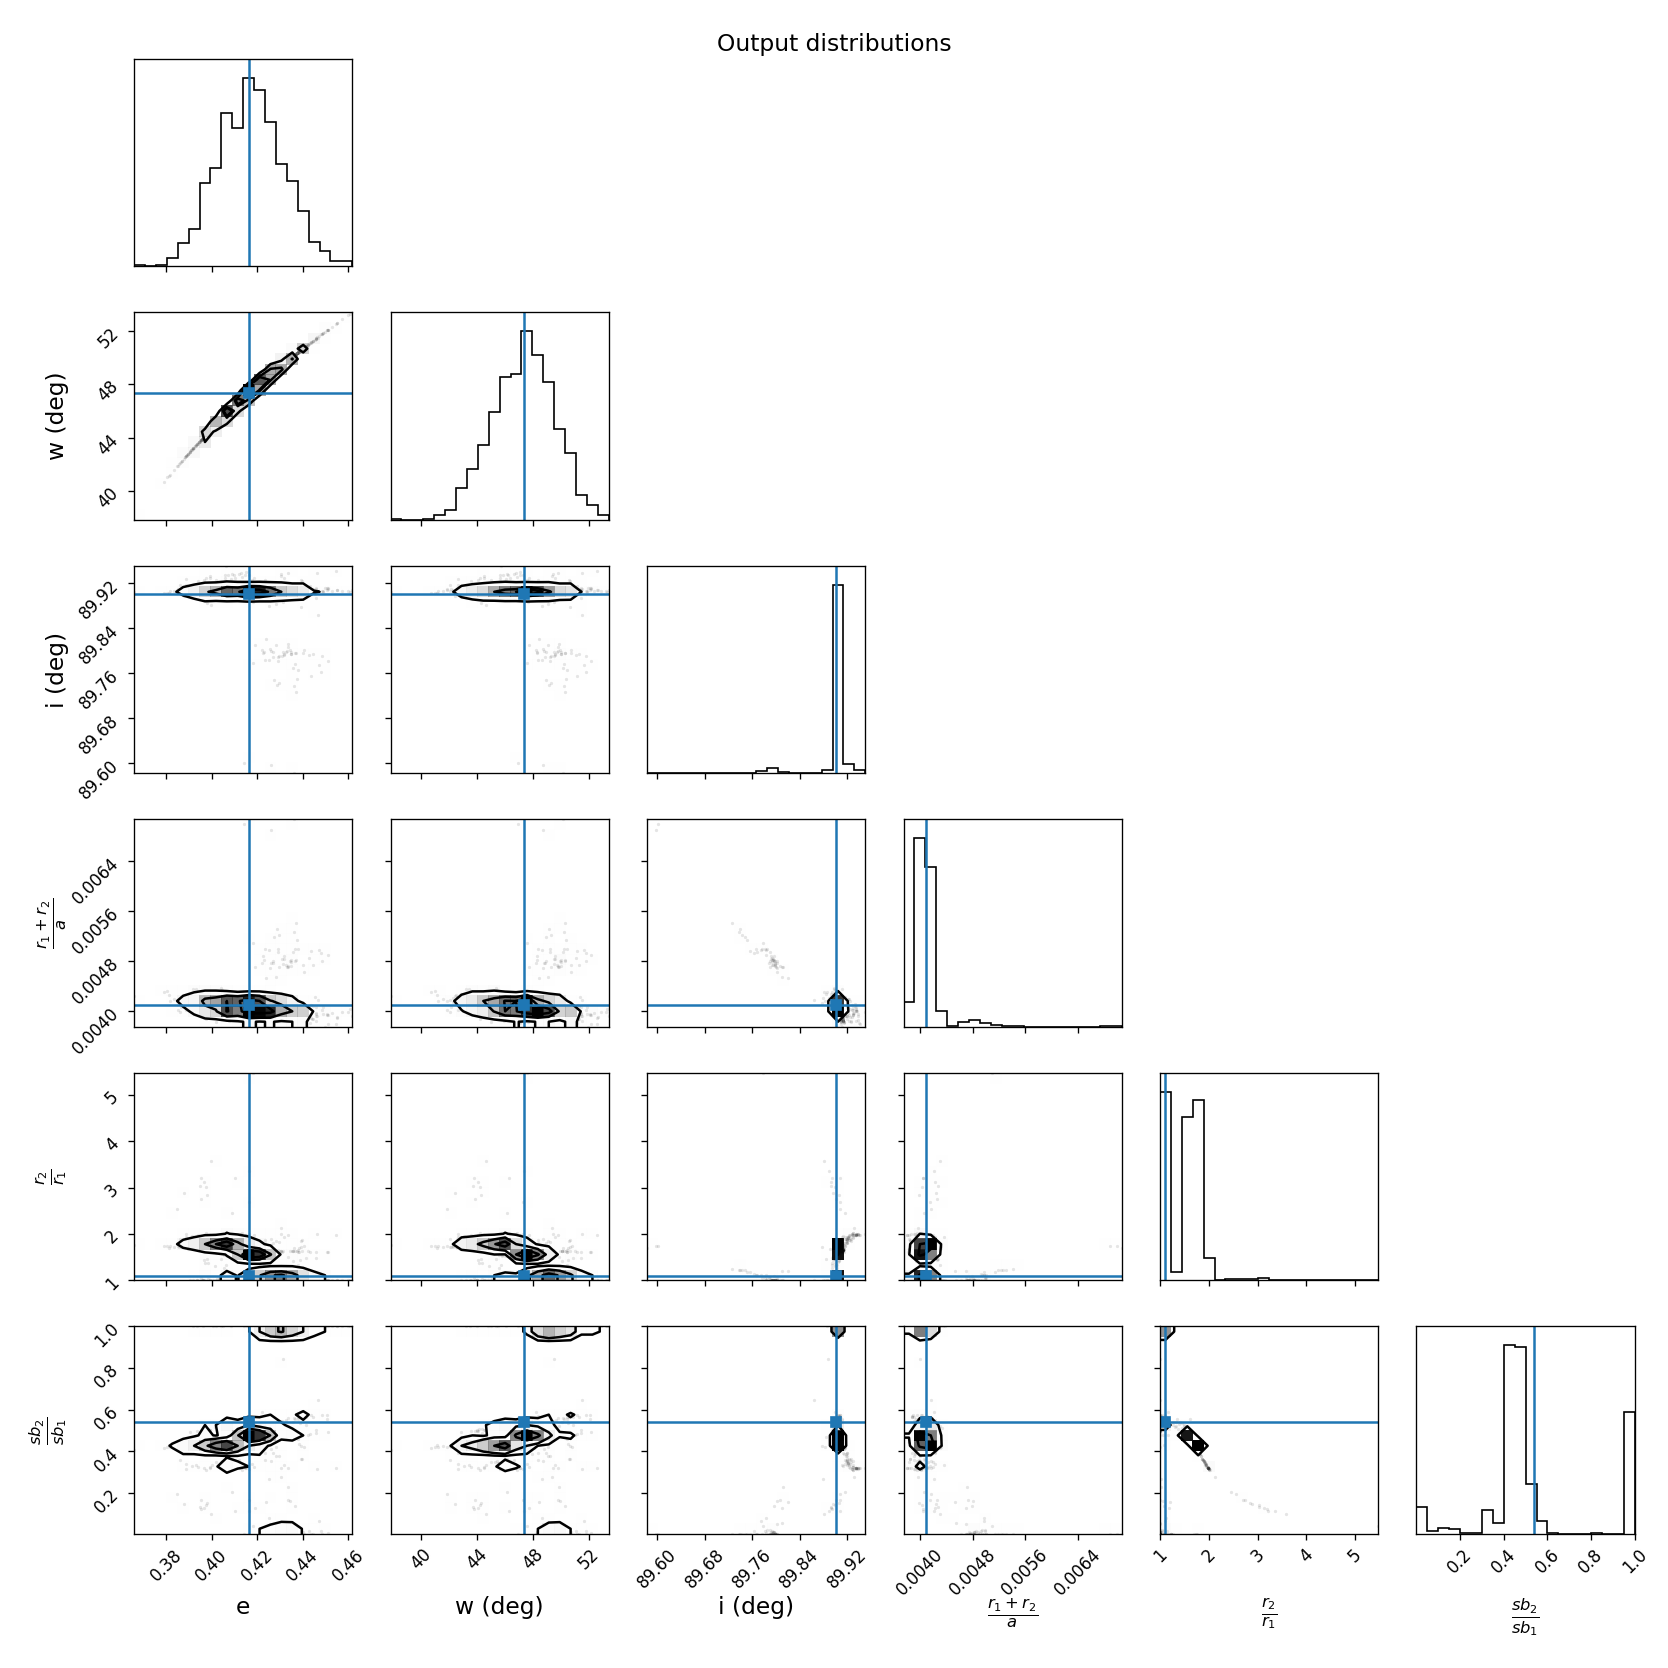 Output distributions
w (deg)
52
48
44
40
i (deg)
89.92
89.84
89.76
89.68
89.60
r₁ + r₂
a
0.0064
0.0056
0.0048
0.0040
r₂
r₁
5
4
3
2
1
sb₂
sb₁
1.0
0.8
0.6
0.4
0.2
0.38 0.40 0.42 0.44 0.46
40 44 48 52
89.60 89.68 89.76 89.84 89.92
0.0040 0.0048 0.0056 0.0064
1 2 3 4 5
0.2 0.4 0.6 0.8 1.0
e
w (deg)
i (deg)
r₁ + r₂
a
r₂
r₁
sb₂
sb₁